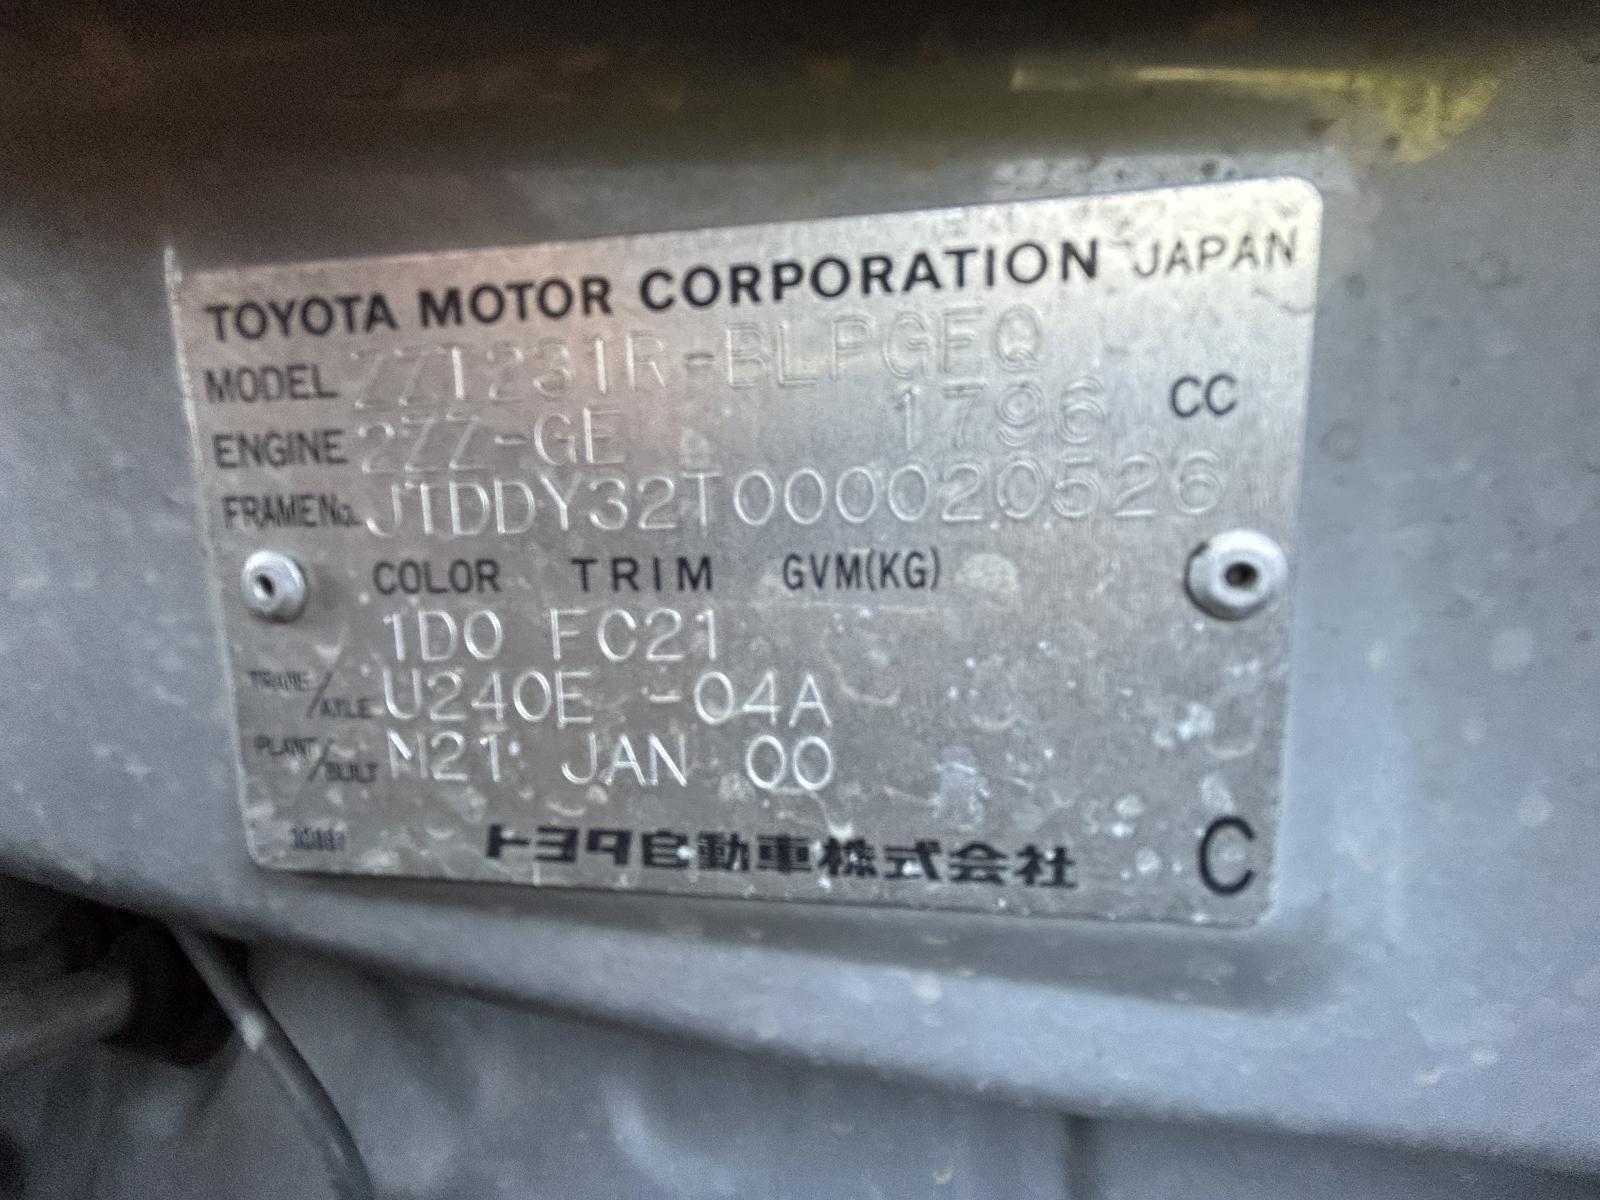 TOYOTA MOTOR CORPORATION JAPAN
MODEL ZZT231R-BLPGFQ
ENGINE 2ZZ-GE 1796 CC
FRAME No. JTDDY32T000020526
COLOR TRIM GVM(KG)
1D0 FC21
TRANS/AXLE U240E -04A
PLANT/BUILT M21 JAN 00
トヨタ自動車株式会社 C